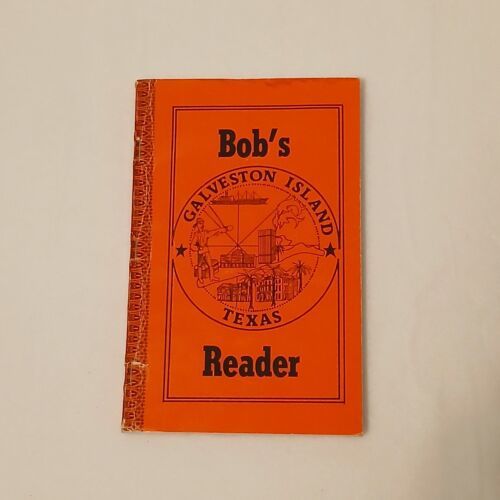 Bob's
GALVESTON ISLAND
TEXAS
Reader